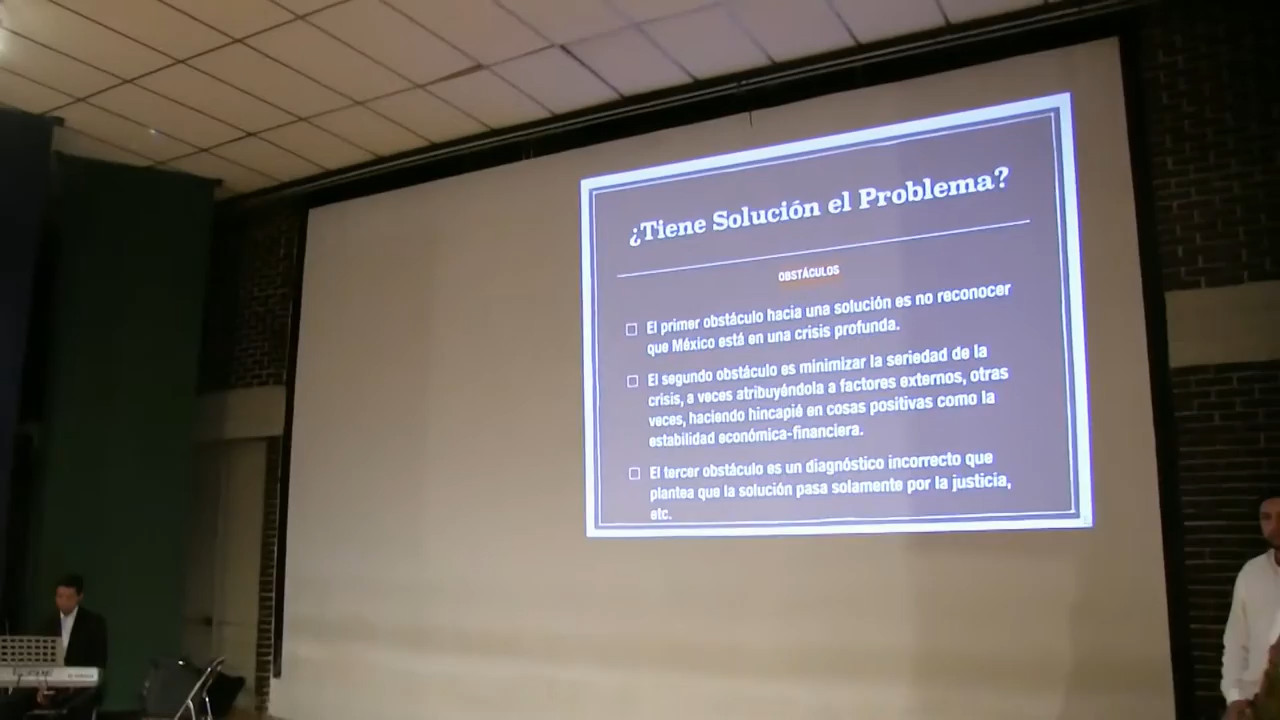 ¿Tiene Solución el Problema?
OBSTÁCULOS
El primer obstáculo hacia una solución es no reconocer
que México está en una crisis profunda.
El segundo obstáculo es minimizar la seriedad de la
crisis, a veces atribuyéndola a factores externos, otras
veces, haciendo hincapié en cosas positivas como la
estabilidad económica-financiera.
El tercer obstáculo es un diagnóstico incorrecto que
plantea que la solución pasa solamente por la justicia,
etc.